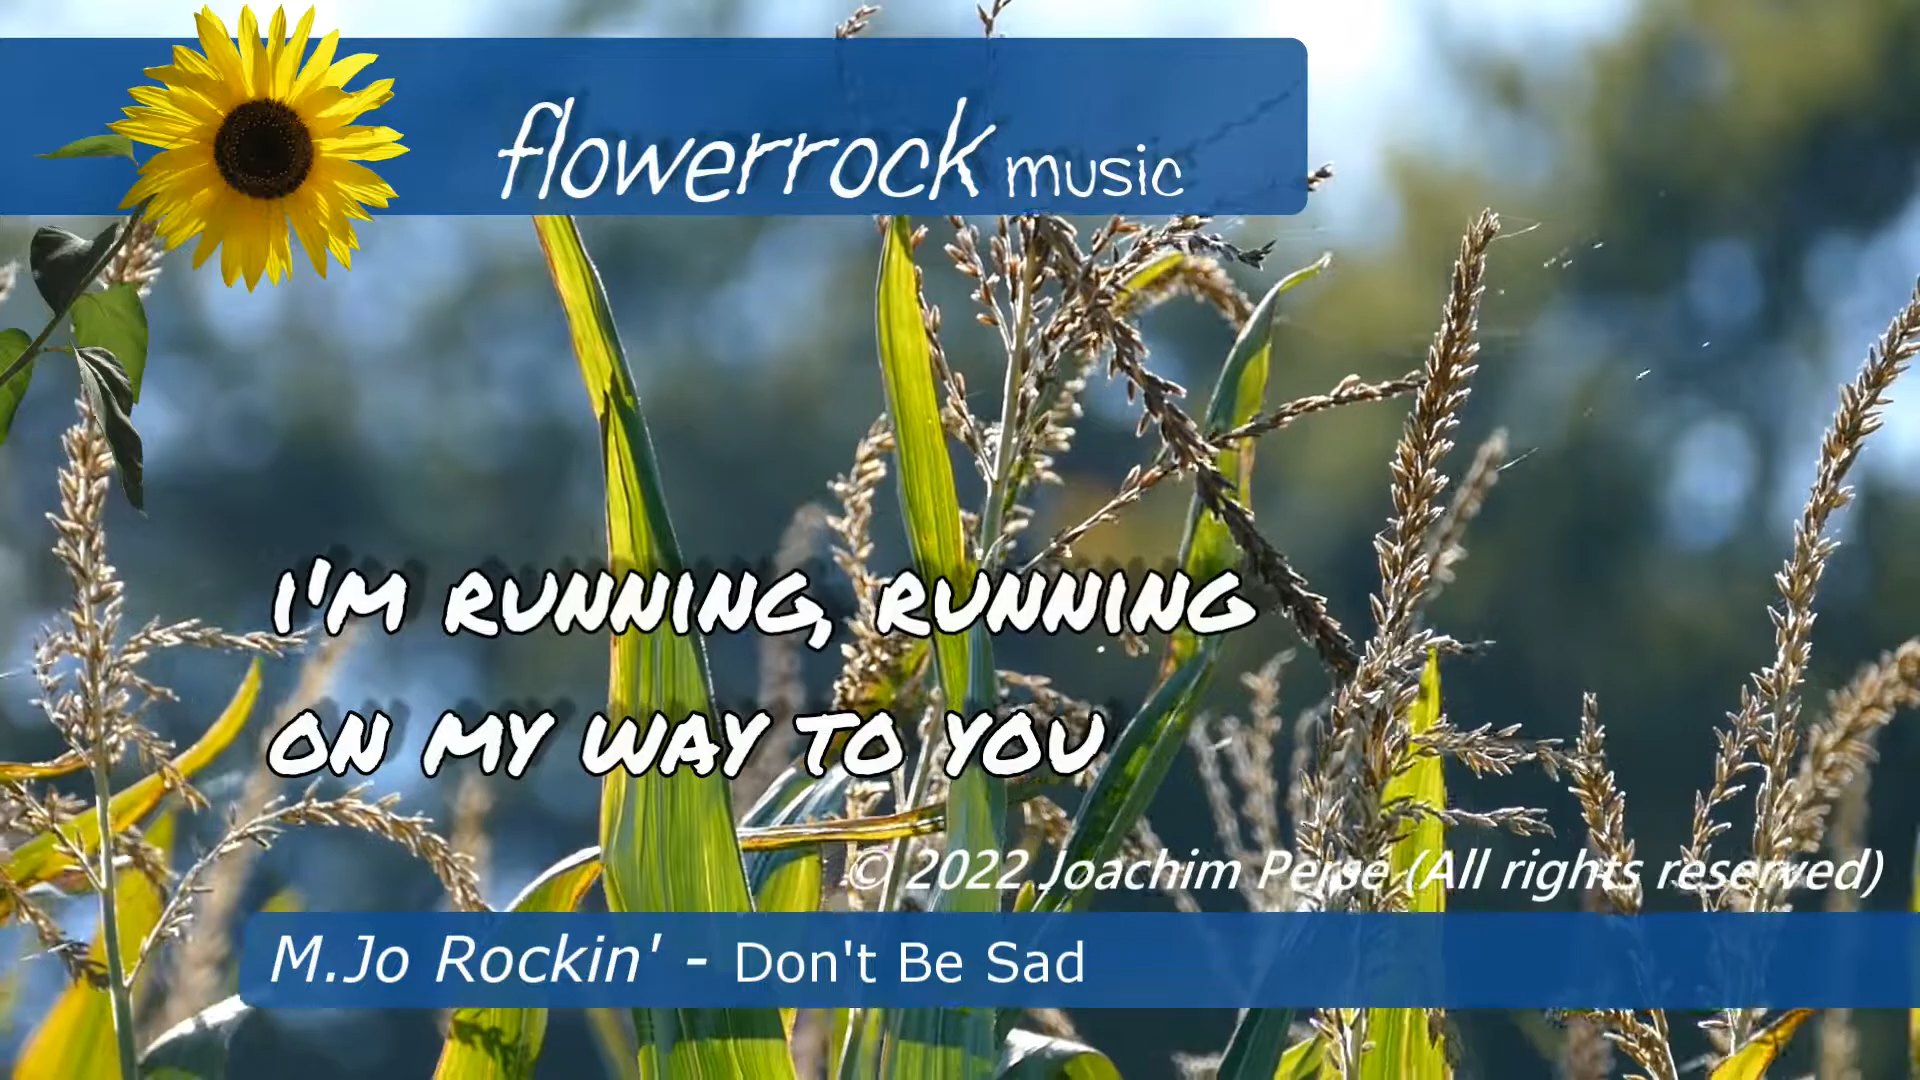 flowerrock music
I'M RUNNING, RUNNING
ON MY WAY TO YOU
© 2022 Joachim Perse (All rights reserved)
M.Jo Rockin' - Don't Be Sad